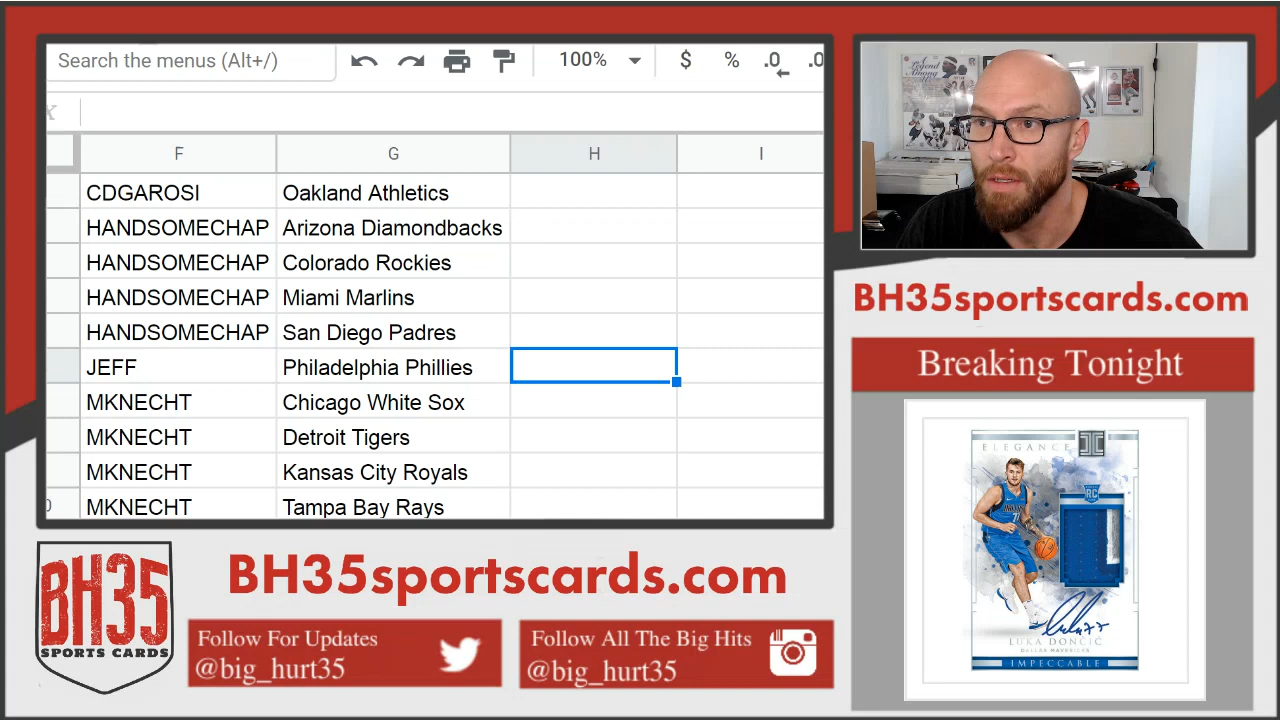 Search the menus (Alt+/)
100%
$ % .0 .0
F G H I
CDGAROSI Oakland Athletics
HANDSOMECHAP Arizona Diamondbacks
HANDSOMECHAP Colorado Rockies
HANDSOMECHAP Miami Marlins
HANDSOMECHAP San Diego Padres
JEFF Philadelphia Phillies
MKNECHT Chicago White Sox
MKNECHT Detroit Tigers
MKNECHT Kansas City Royals
MKNECHT Tampa Bay Rays
BH35sportscards.com
Breaking Tonight
ELEGANCE
RC
LUKA DONČIĆ
DALLAS MAVERICKS
IMPECCABLE
BH35
SPORTS CARDS
BH35sportscards.com
Follow For Updates
@big_hurt35
Follow All The Big Hits
@big_hurt35